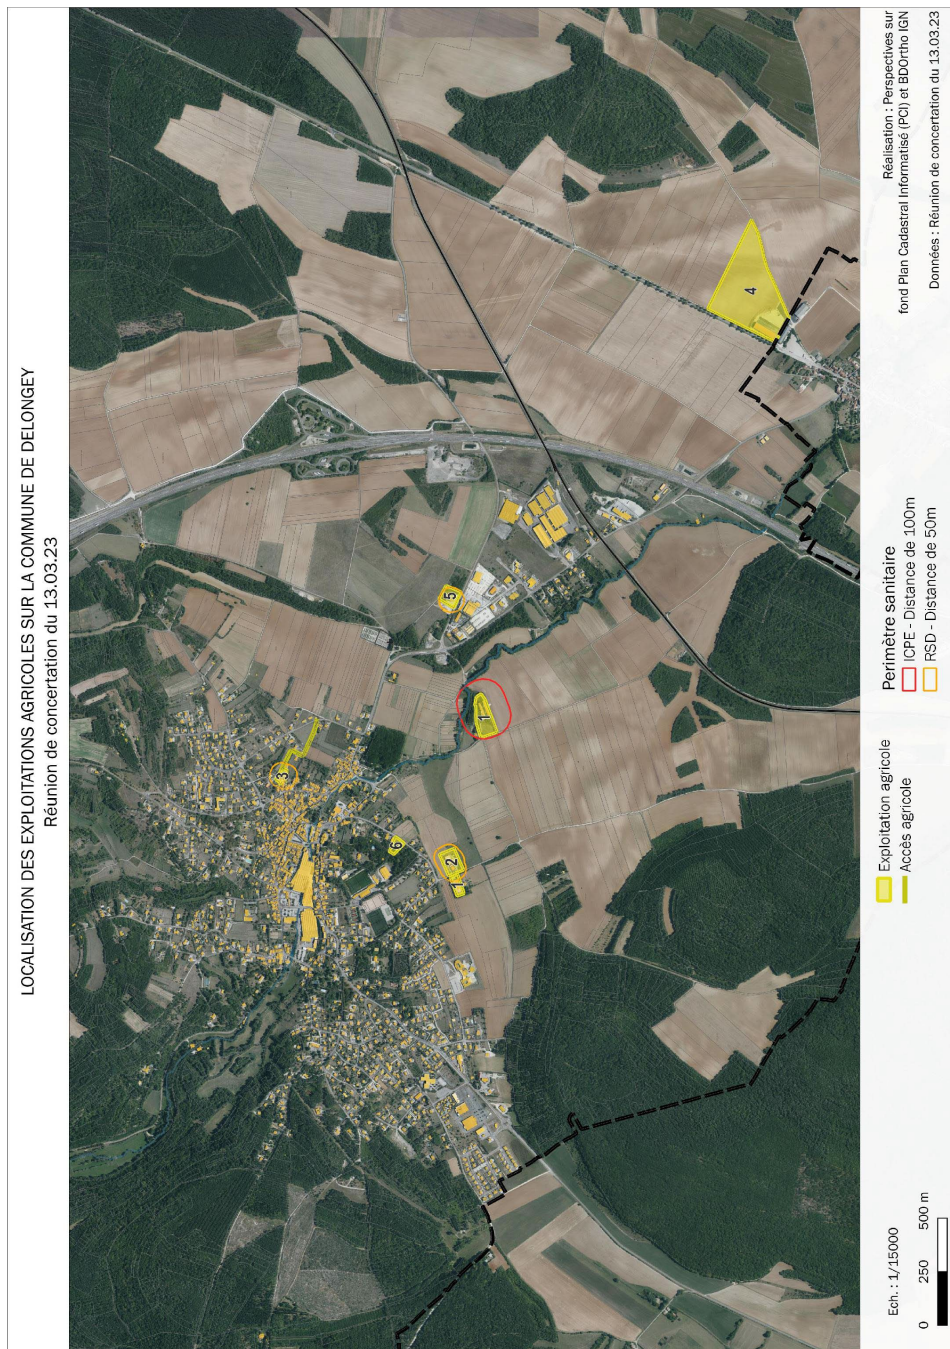 LOCALISATION DES EXPLOITATIONS AGRICOLES SUR LA COMMUNE DE DELONGEY
Réunion de concertation du 13.03.23
3
6
2
1
1
5
4
Ech. : 1/15000
0 250 500 m
Exploitation agricole
Accès agricole
Perimètre sanitaire
ICPE - Distance de 100m
RSD - Distance de 50m
Réalisation : Perspectives sur
fond Plan Cadastral Informatisé (PCI) et BDOrtho IGN
Données : Réunion de concertation du 13.03.23